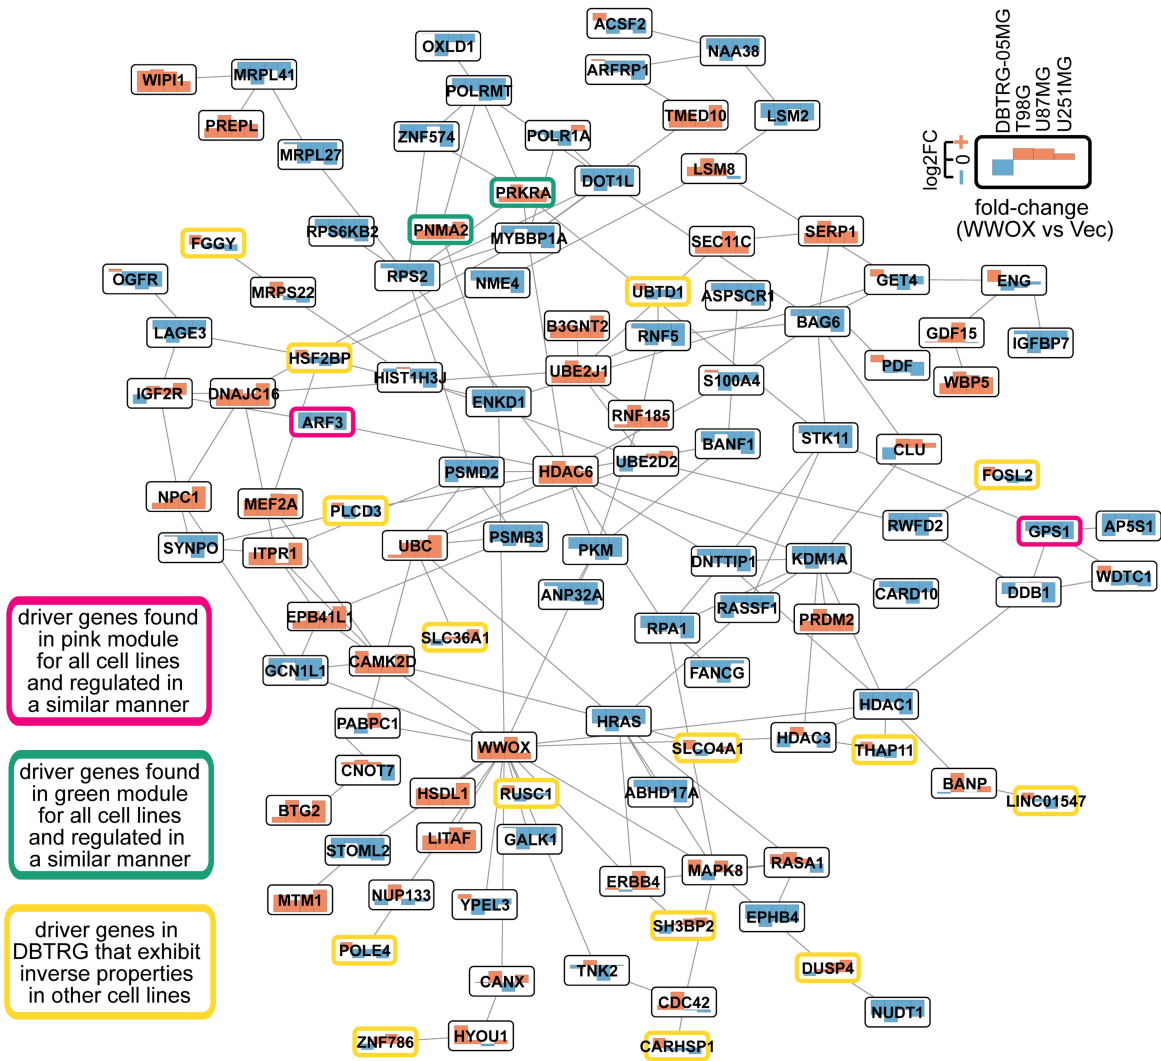 ACSF2
OXLD1
NAA38
ARFRP1
WIPI1
MRPL41
POLRMT
TMED10
LSM2
PREPL
ZNF574
POLR1A
MRPL27
LSM8
DOT1L
PRKRA
DBTRG-05MG
T98G
U87MG
U251MG
log2FC
+
0
–
fold-change
(WWOX vs Vec)
RPS6KB2
PNMA2
MYBBP1A
SEC11C
SERP1
FGGY
OGFR
MRPS22
RPS2
NME4
UBTD1
ASPSCR1
GET4
ENG
LAGE3
B3GNT2
RNF5
BAG6
GDF15
IGFBP7
HSF2BP
HIST1H3J
UBE2J1
S100A4
PDF
WBP5
IGF2R
DNAJC16
ENKD1
ARF3
RNF185
BANF1
STK11
CLU
PSMD2
HDAC6
UBE2D2
FOSL2
NPC1
MEF2A
PLCD3
RWFD2
GPS1
AP5S1
SYNPO
ITPR1
UBC
PSMB3
PKM
DNTTIP1
KDM1A
WDTC1
ANP32A
RASSF1
CARD10
DDB1
EPB41L1
SLC36A1
RPA1
PRDM2
GCN1L1
CAMK2D
FANCG
driver genes found
in pink module
for all cell lines
and regulated in
a similar manner
PABPC1
HRAS
HDAC1
WWOX
SLCO4A1
HDAC3
THAP11
CNOT7
BANP
LINC01547
BTG2
HSDL1
RUSC1
ABHD17A
driver genes found
in green module
for all cell lines
and regulated in
a similar manner
STOML2
LITAF
GALK1
MTM1
NUP133
YPEL3
ERBB4
MAPK8
RASA1
SH3BP2
EPHB4
driver genes in
DBTRG that exhibit
inverse properties
in other cell lines
POLE4
CANX
TNK2
DUSP4
CDC42
NUDT1
ZNF786
HYOU1
CARHSP1